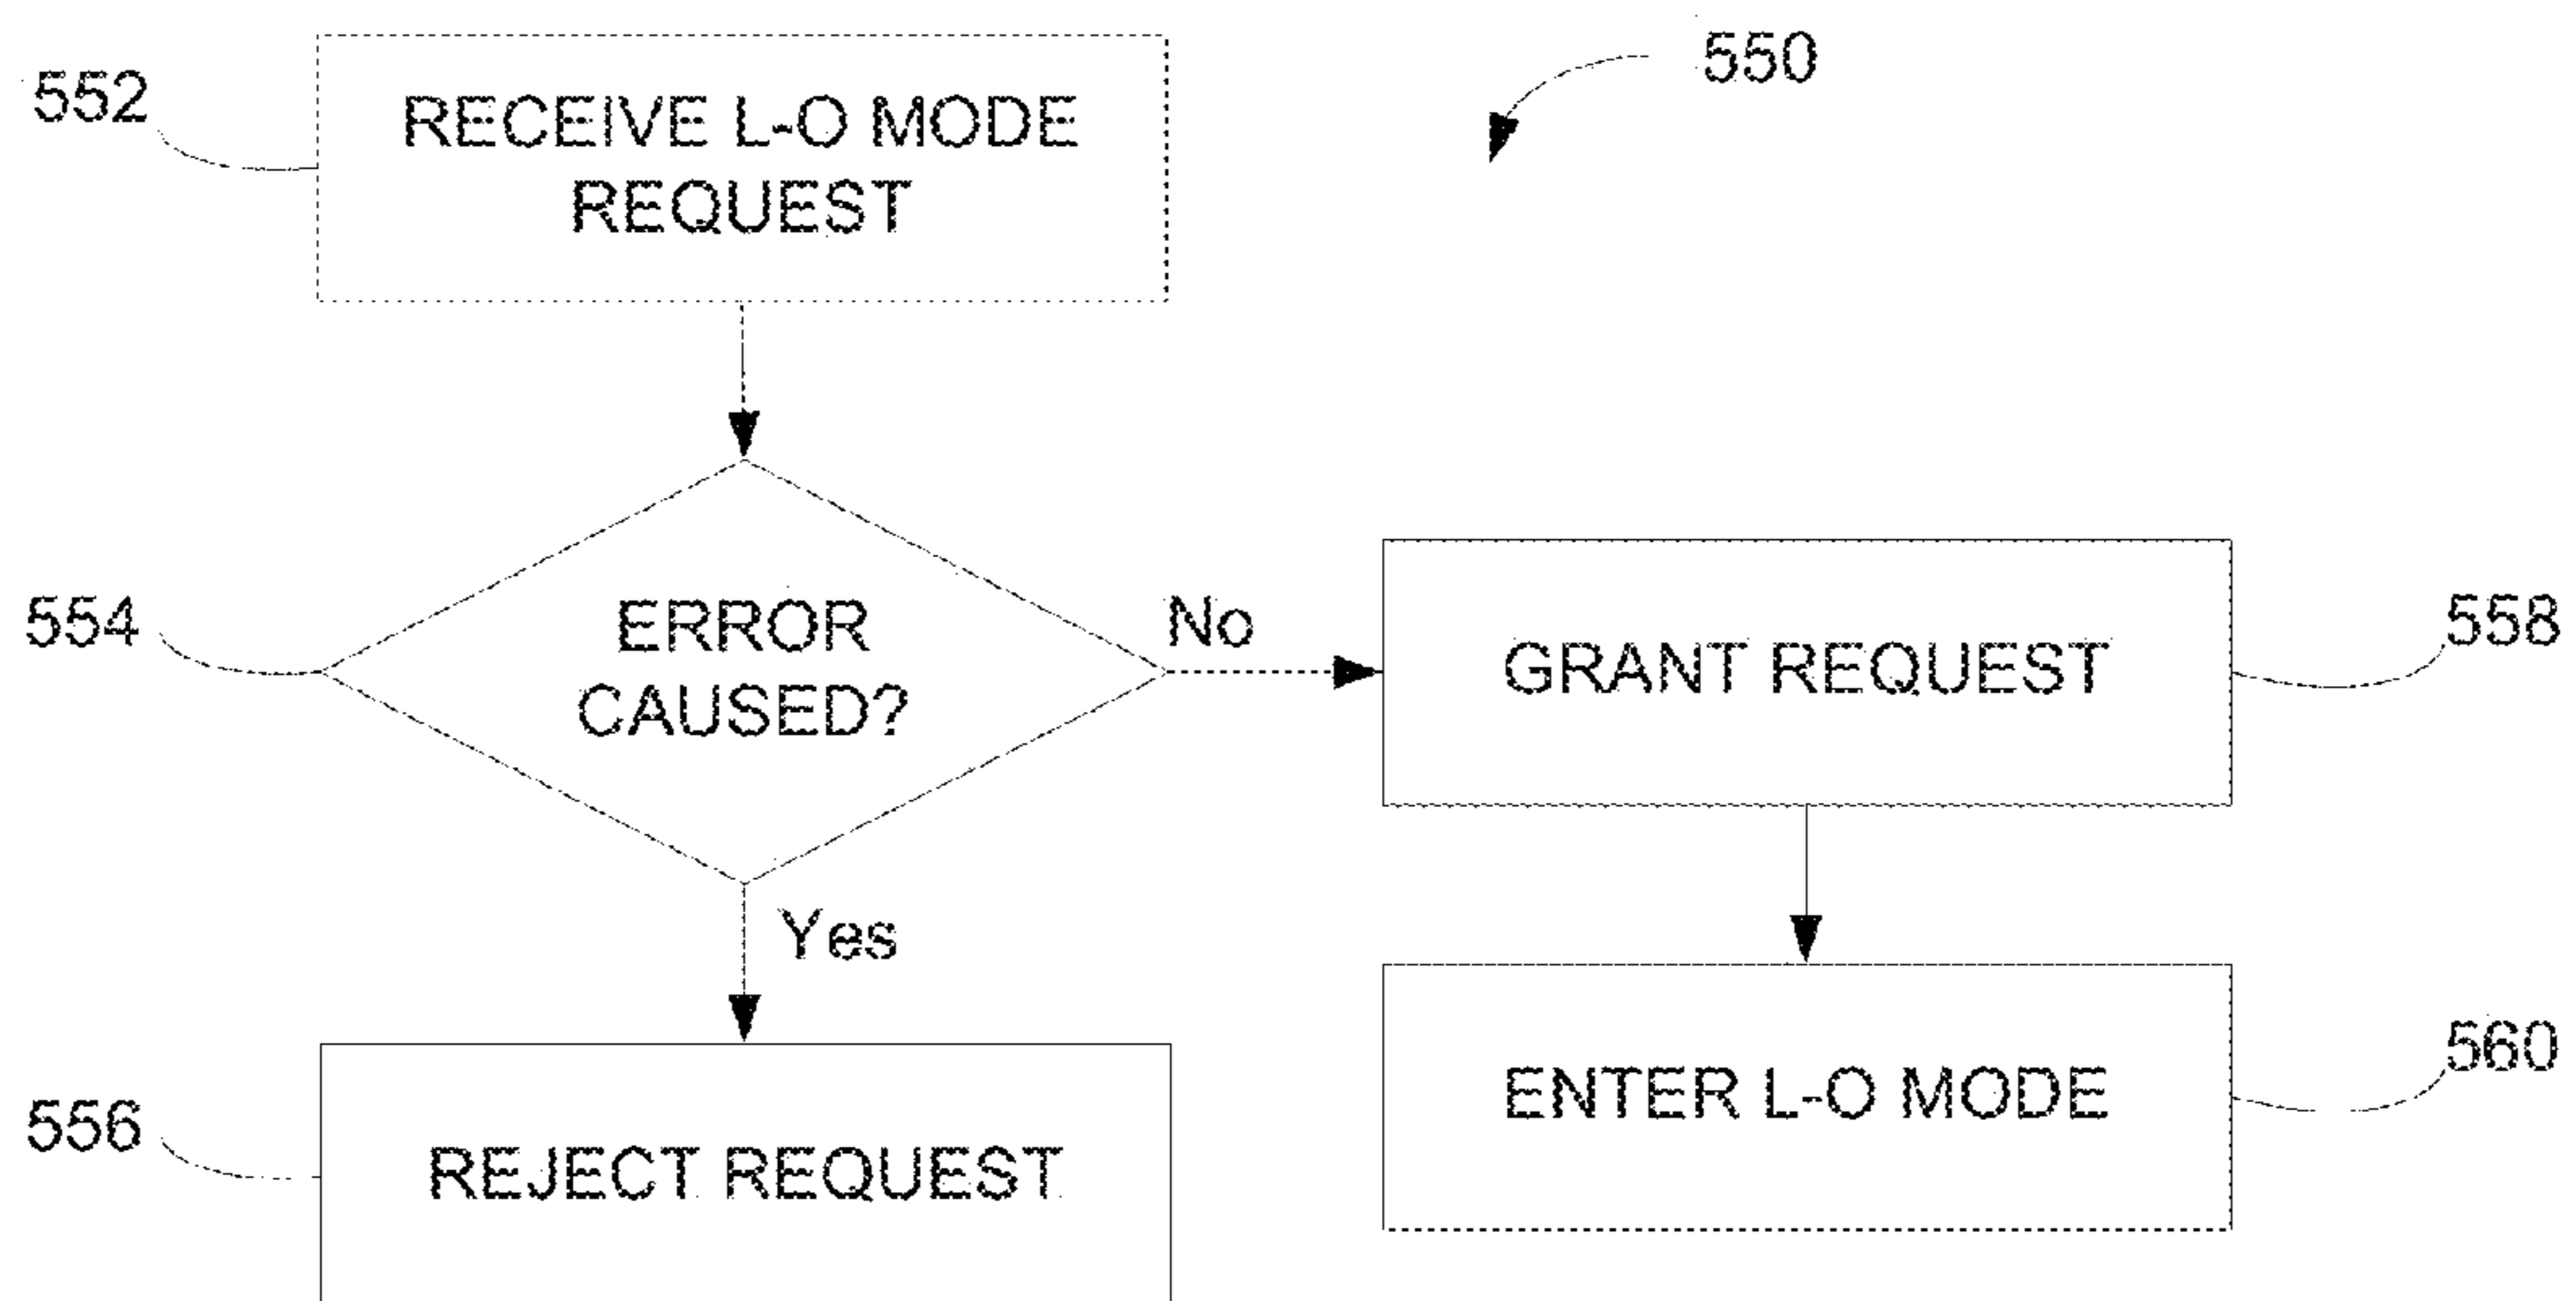 550
552
RECEIVE L-O MODE
REQUEST
554
ERROR
CAUSED?
No
GRANT REQUEST
558
Yes
ENTER L-O MODE
560
556
REJECT REQUEST